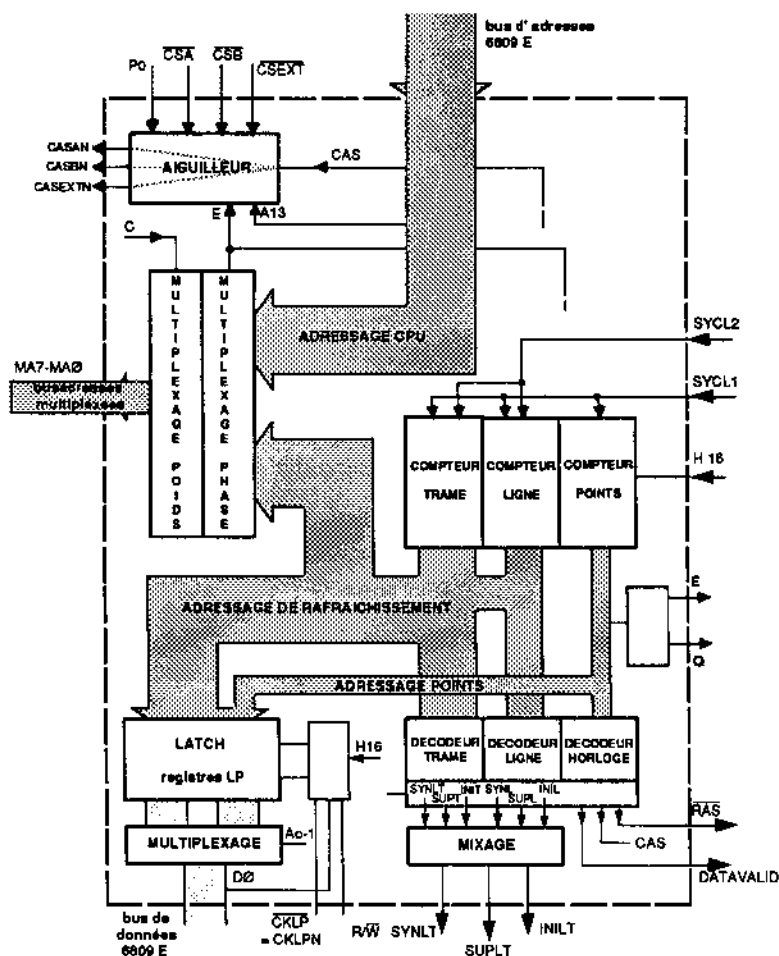 bus d'adresses
6809 E
Po
CSA
CSB
CSEXT
CASAN
CASBN
CASEXTN
AIGUILLEUR
CAS
E
A13
C
MULTIPLEXAGE POIDS
MULTIPLEXAGE PHASE
ADRESSAGE CPU
SYCL2
SYCL1
MA7-MAØ
bus adresses
multiplexées
COMPTEUR
TRAME
COMPTEUR
LIGNE
COMPTEUR
POINTS
H 16
E
Q
ADRESSAGE DE RAFRAICHISSEMENT
ADRESSAGE POINTS
LATCH
registres LP
H16
DECODEUR
TRAME
DECODEUR
LIGNE
DECODEUR
HORLOGE
SYNLT
SUPT
INIT
SYNL
SUPL
INIL
MULTIPLEXAGE
Ao-1
MIXAGE
RAS
CAS
DATAVALID
DØ
bus de
données
6809 E
CKLP
= CKLPN
R/W
SYNLT
SUPLT
INILT